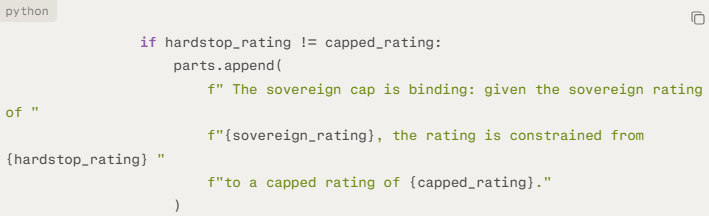 python
if hardstop_rating != capped_rating:
parts.append(
f" The sovereign cap is binding: given the sovereign rating
of "
f"{sovereign_rating}, the rating is constrained from
{hardstop_rating} "
f"to a capped rating of {capped_rating}."
)